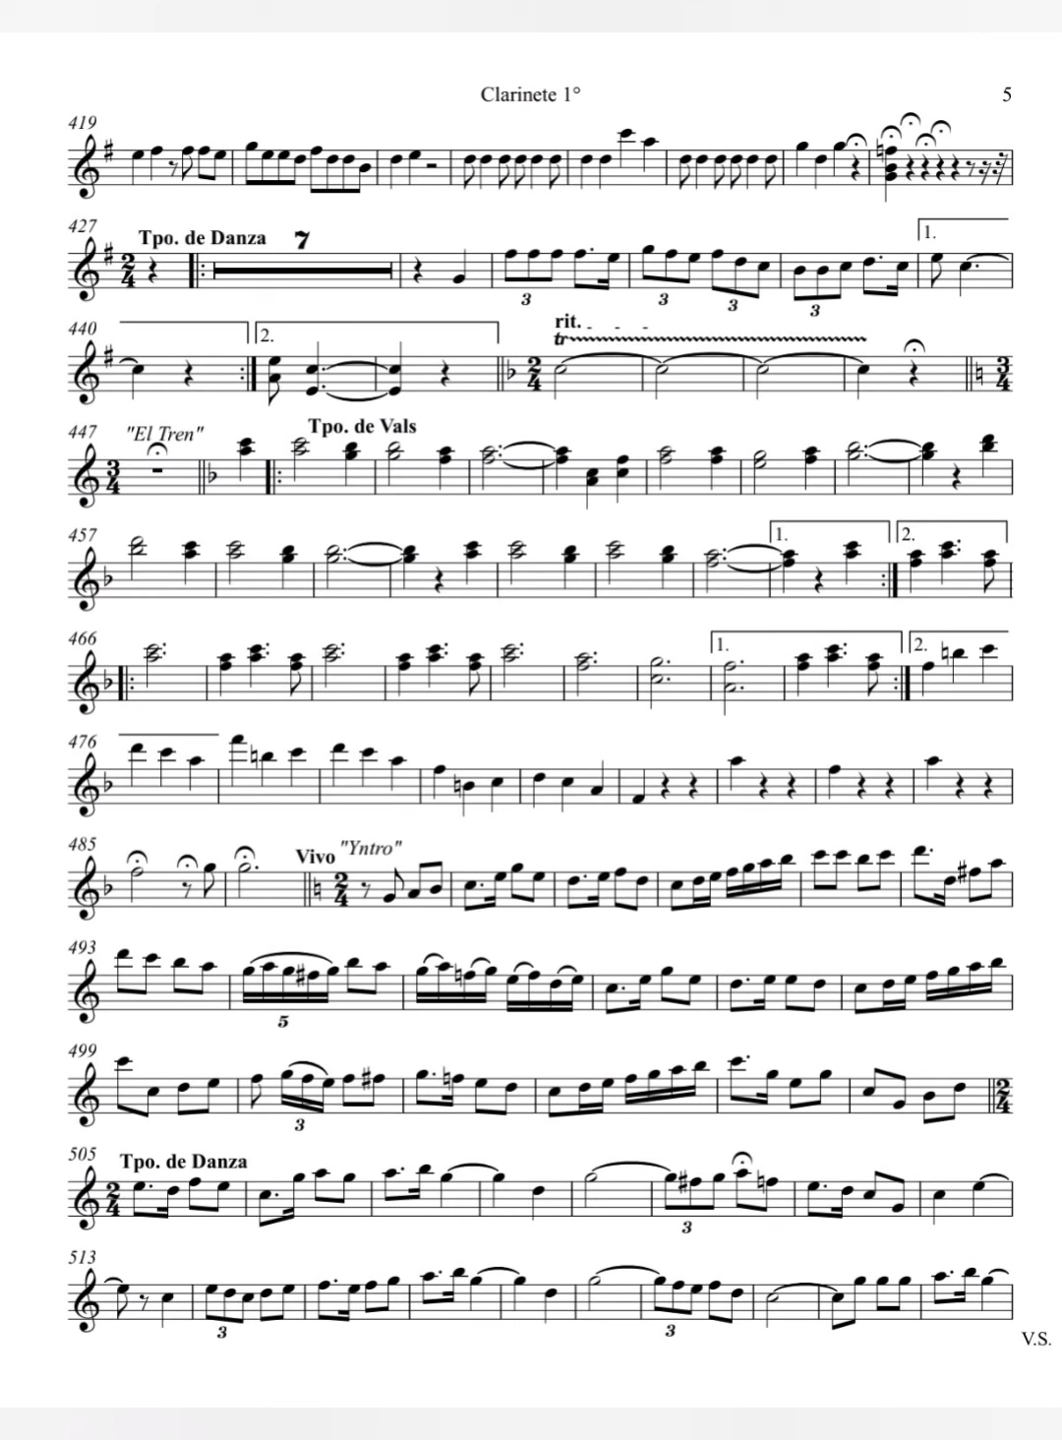 Clarinete 1°
5
419
427
Tpo. de Danza
7
3
3
3
3
1.
440
2.
rit.
tr
447
"El Tren"
Tpo. de Vals
457
1.
2.
466
1.
2.
476
485
Vivo
"Yntro"
493
5
499
3
505
Tpo. de Danza
3
513
3
3
V.S.